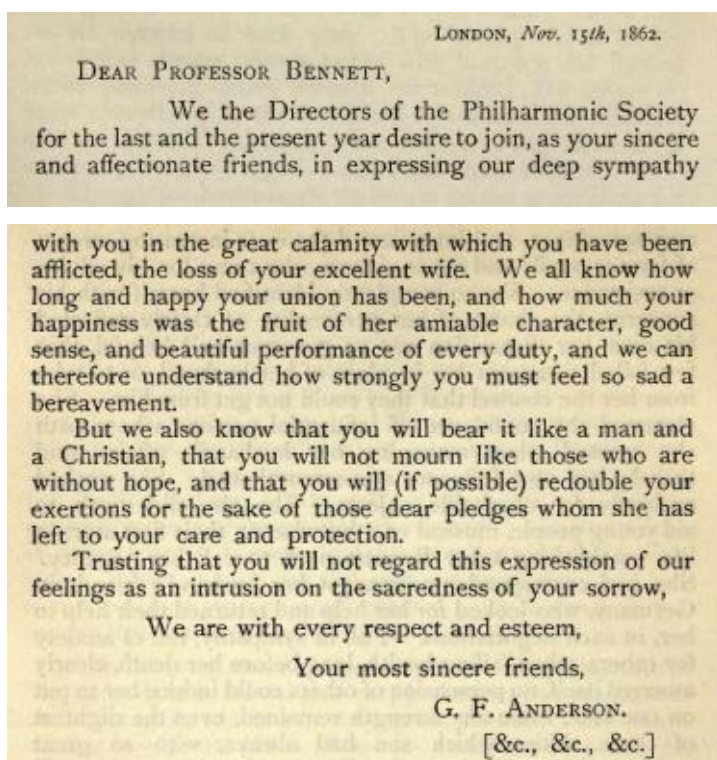 LONDON, Nov. 15th, 1862.
DEAR PROFESSOR BENNETT,
We the Directors of the Philharmonic Society
for the last and the present year desire to join, as your sincere
and affectionate friends, in expressing our deep sympathy
with you in the great calamity with which you have been
afflicted, the loss of your excellent wife. We all know how
long and happy your union has been, and how much your
happiness was the fruit of her amiable character, good
sense, and beautiful performance of every duty, and we can
therefore understand how strongly you must feel so sad a
bereavement.
But we also know that you will bear it like a man and
a Christian, that you will not mourn like those who are
without hope, and that you will (if possible) redouble your
exertions for the sake of those dear pledges whom she has
left to your care and protection.
Trusting that you will not regard this expression of our
feelings as an intrusion on the sacredness of your sorrow,
We are with every respect and esteem,
Your most sincere friends,
G. F. ANDERSON.
[&c., &c., &c.]